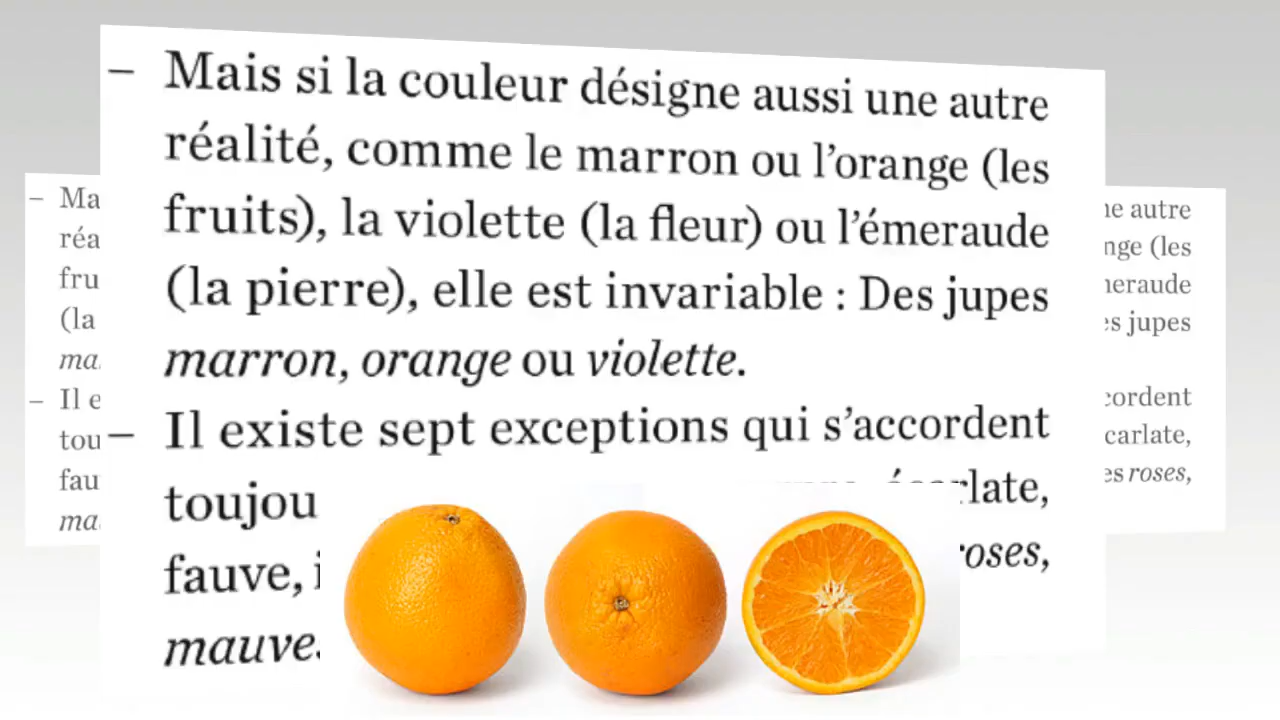 – Mais si la couleur désigne aussi une autre
réalité, comme le marron ou l’orange (les
fruits), la violette (la fleur) ou l’émeraude
(la pierre), elle est invariable : Des jupes
marron, orange ou violette.
– Il existe sept exceptions qui s’accordent
toujou
fauve,
roses,
mauve